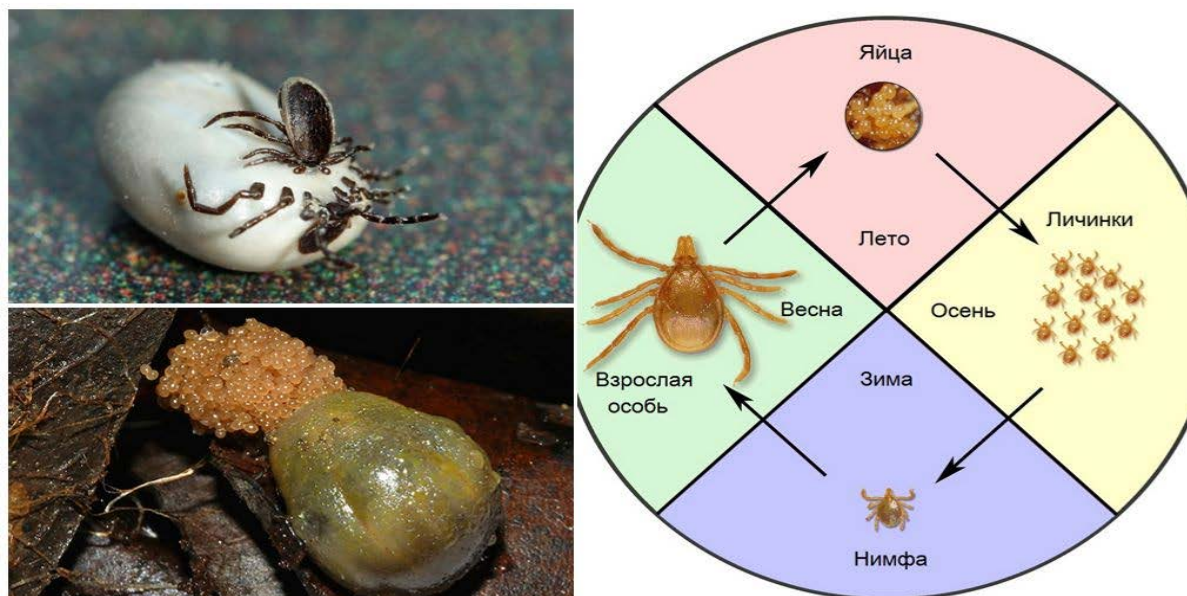 Яйца
Лето
Личинки
Весна
Осень
Взрослая
особь
Зима
Нимфа